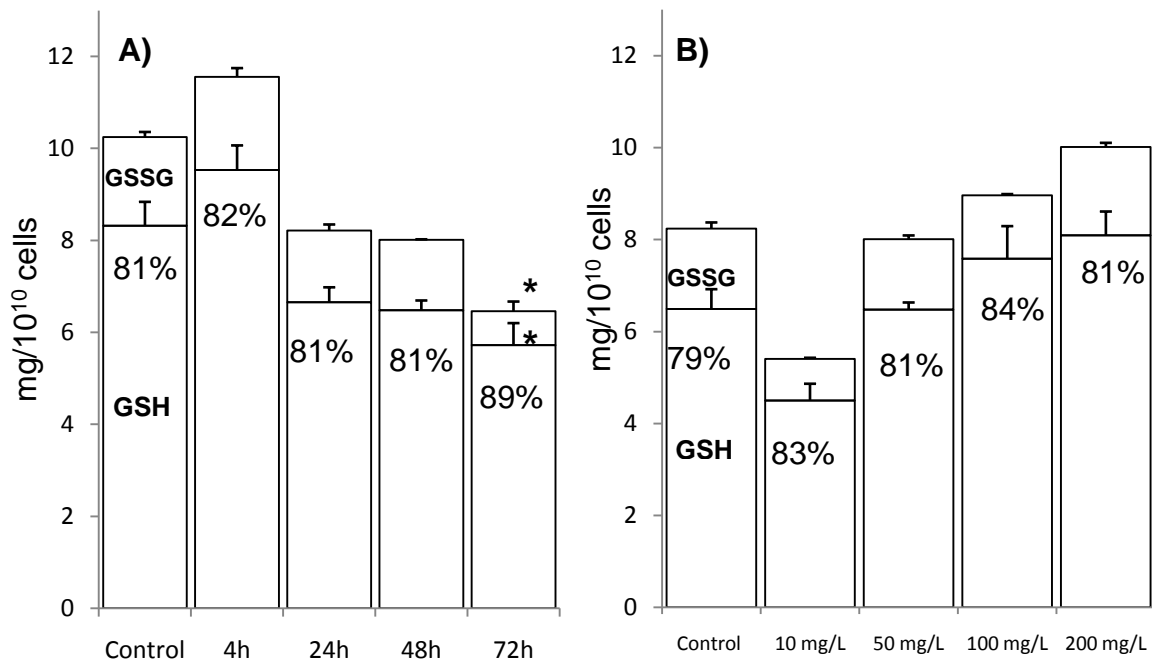 A)
mg/10¹⁰ cells
12
10
8
6
4
2
0
GSSG
81%
GSH
82%
81%
81%
*
*
89%
Control 4h 24h 48h 72h
B)
mg/10¹⁰ cells
12
10
8
6
4
2
0
GSSG
79%
GSH
83%
81%
84%
81%
Control 10 mg/L 50 mg/L 100 mg/L 200 mg/L